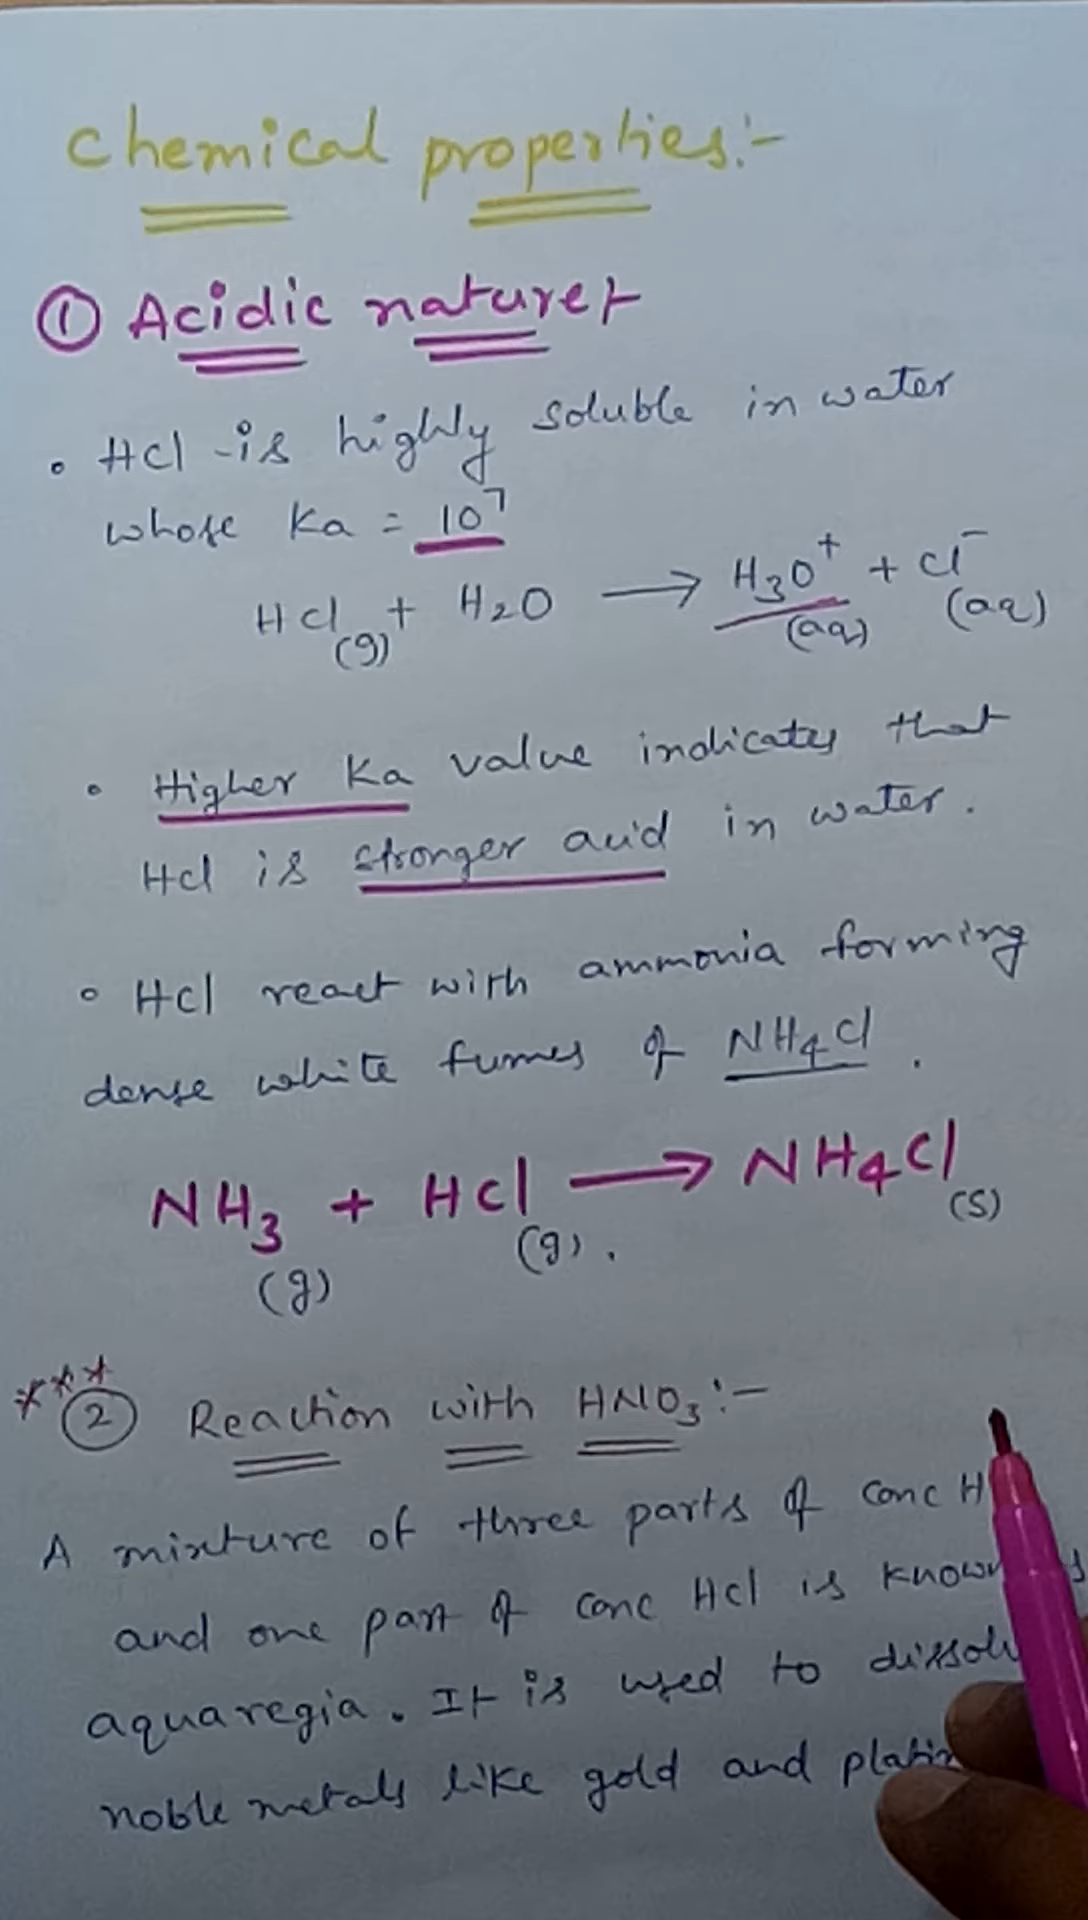 Chemical properties:-
① Acidic nature:-
• HCl is highly soluble in water
whose Ka = 10⁷
HCl(g) + H₂O → H₃O⁺(aq) + Cl⁻(aq)
• Higher Ka value indicates that
HCl is stronger acid in water.
• HCl react with ammonia forming
dense white fumes of NH₄Cl.
NH₃(g) + HCl(g). → NH₄Cl(s)
*** ② Reaction with HNO₃:-
A mixture of three parts of conc H
and one part of conc HCl is known
aquaregia. It is used to dissolv
noble metals like gold and platin